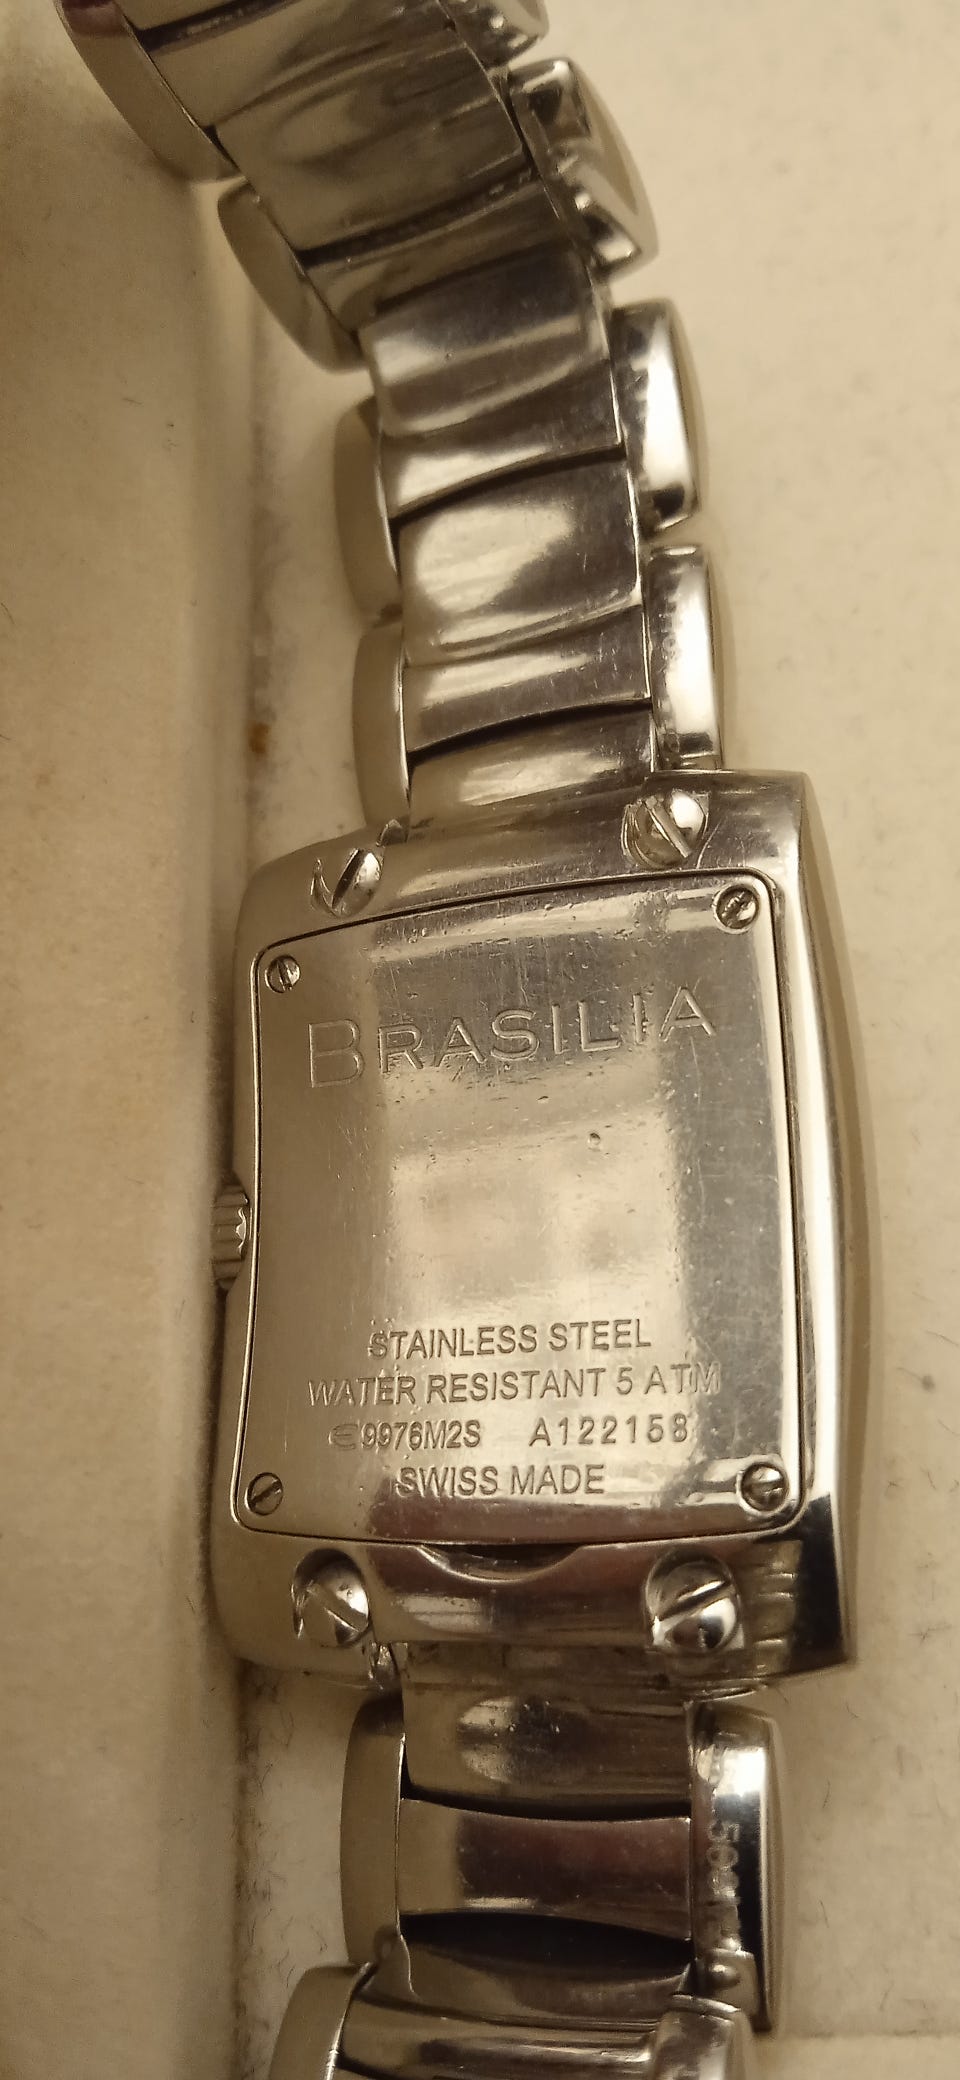 BRASILIA
STAINLESS STEEL
WATER RESISTANT 5 ATM
9976M2S A122158
SWISS MADE